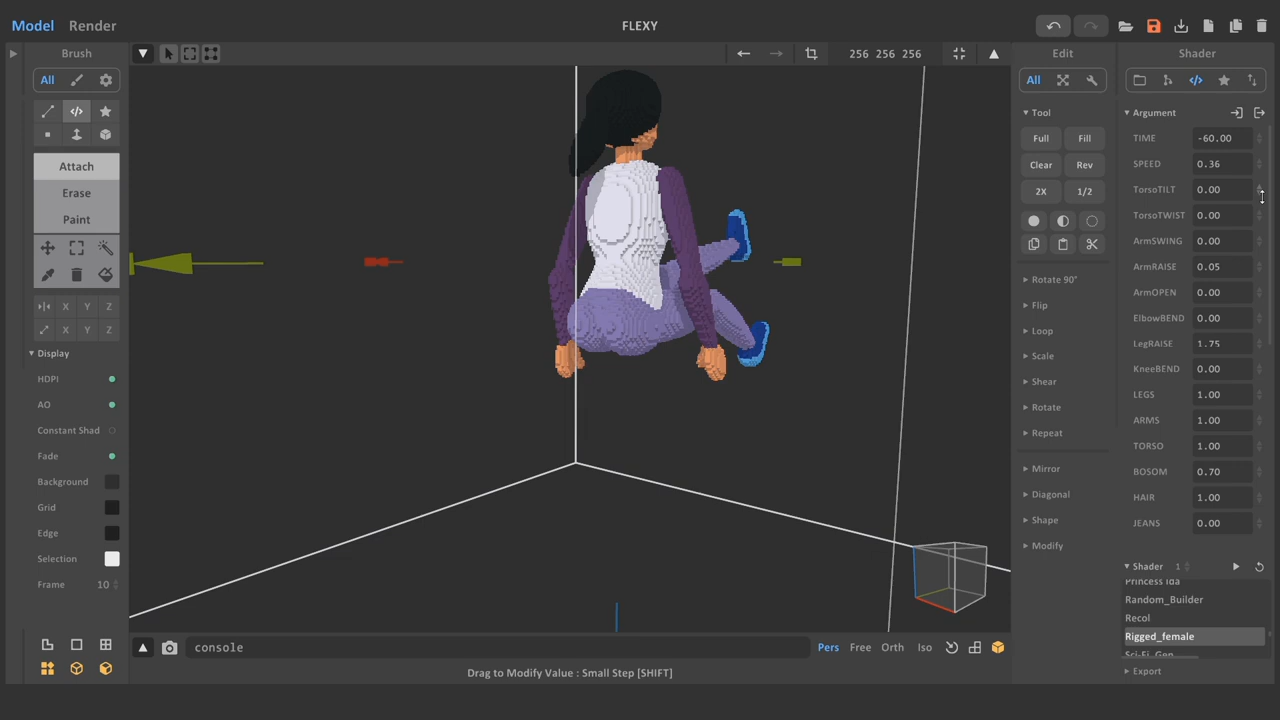 Model Render FLEXY
Brush 256 256 256 Edit Shader
All All
Attach
Erase
Paint
X Y Z
X Y Z
Display
HDPI
AO
Constant Shad
Fade
Background
Grid
Edge
Selection
Frame 10
Tool
Full Fill
Clear Rev
2X 1/2
Rotate 90°
Flip
Loop
Scale
Shear
Rotate
Repeat
Mirror
Diagonal
Shape
Modify
Argument
TIME -60.00
SPEED 0.36
TorsoTILT 0.00
TorsoTWIST 0.00
ArmSWING 0.00
ArmRAISE 0.05
ArmOPEN 0.00
ElbowBEND 0.00
LegRAISE 1.75
KneeBEND 0.00
LEGS 1.00
ARMS 1.00
TORSO 1.00
BOSOM 0.70
HAIR 1.00
JEANS 0.00
Shader 1
Princess Ida
Random_Builder
Recol
Rigged_female
Sci-Fi_Gen
Export
console Pers Free Orth Iso
Drag to Modify Value : Small Step [SHIFT]